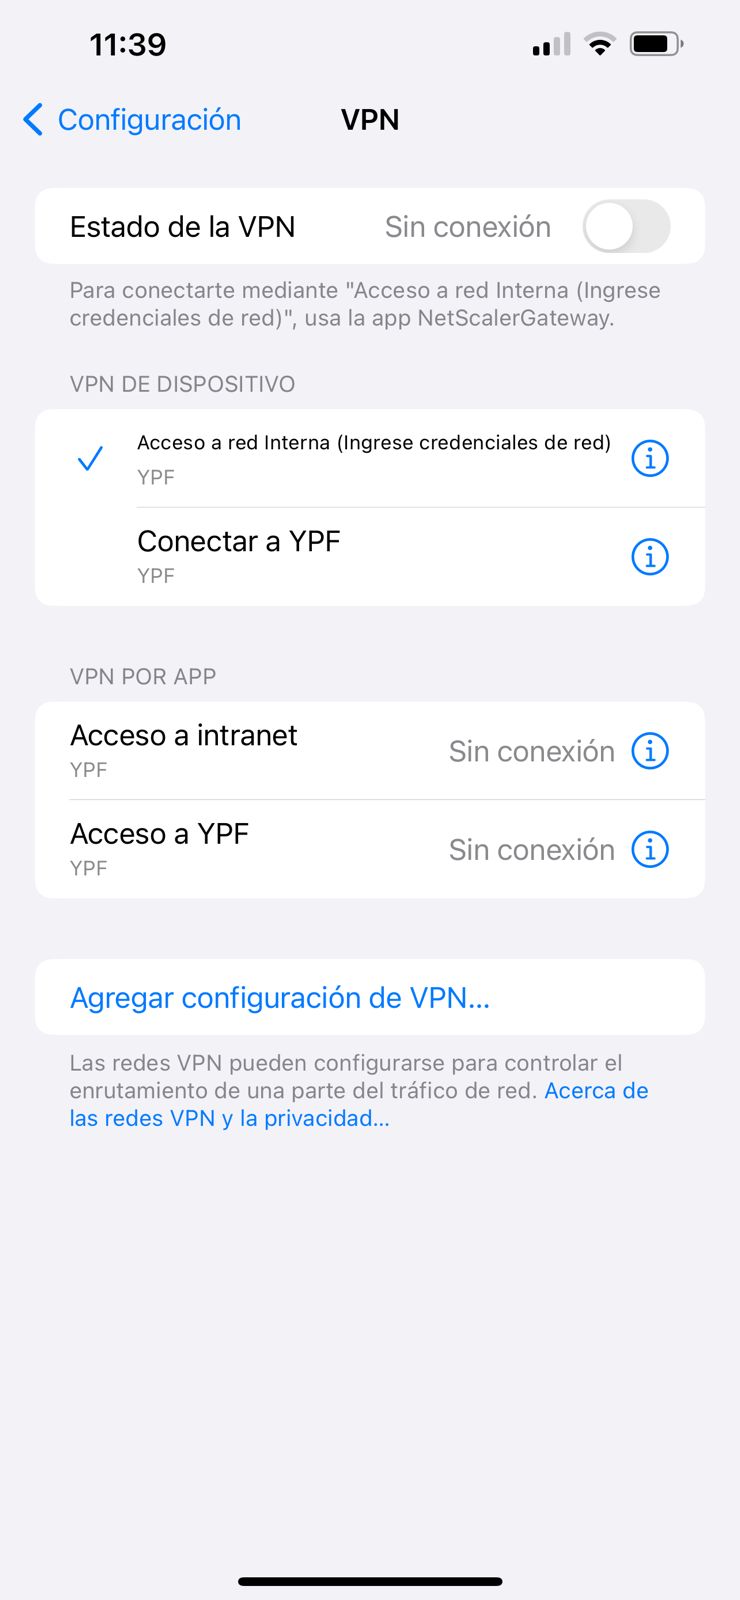 11:39
Configuración
VPN
Estado de la VPN
Sin conexión
Para conectarte mediante "Acceso a red Interna (Ingrese
credenciales de red)", usa la app NetScalerGateway.
VPN DE DISPOSITIVO
Acceso a red Interna (Ingrese credenciales de red)
YPF
Conectar a YPF
YPF
VPN POR APP
Acceso a intranet
YPF
Sin conexión
Acceso a YPF
YPF
Sin conexión
Agregar configuración de VPN...
Las redes VPN pueden configurarse para controlar el
enrutamiento de una parte del tráfico de red. Acerca de
las redes VPN y la privacidad...